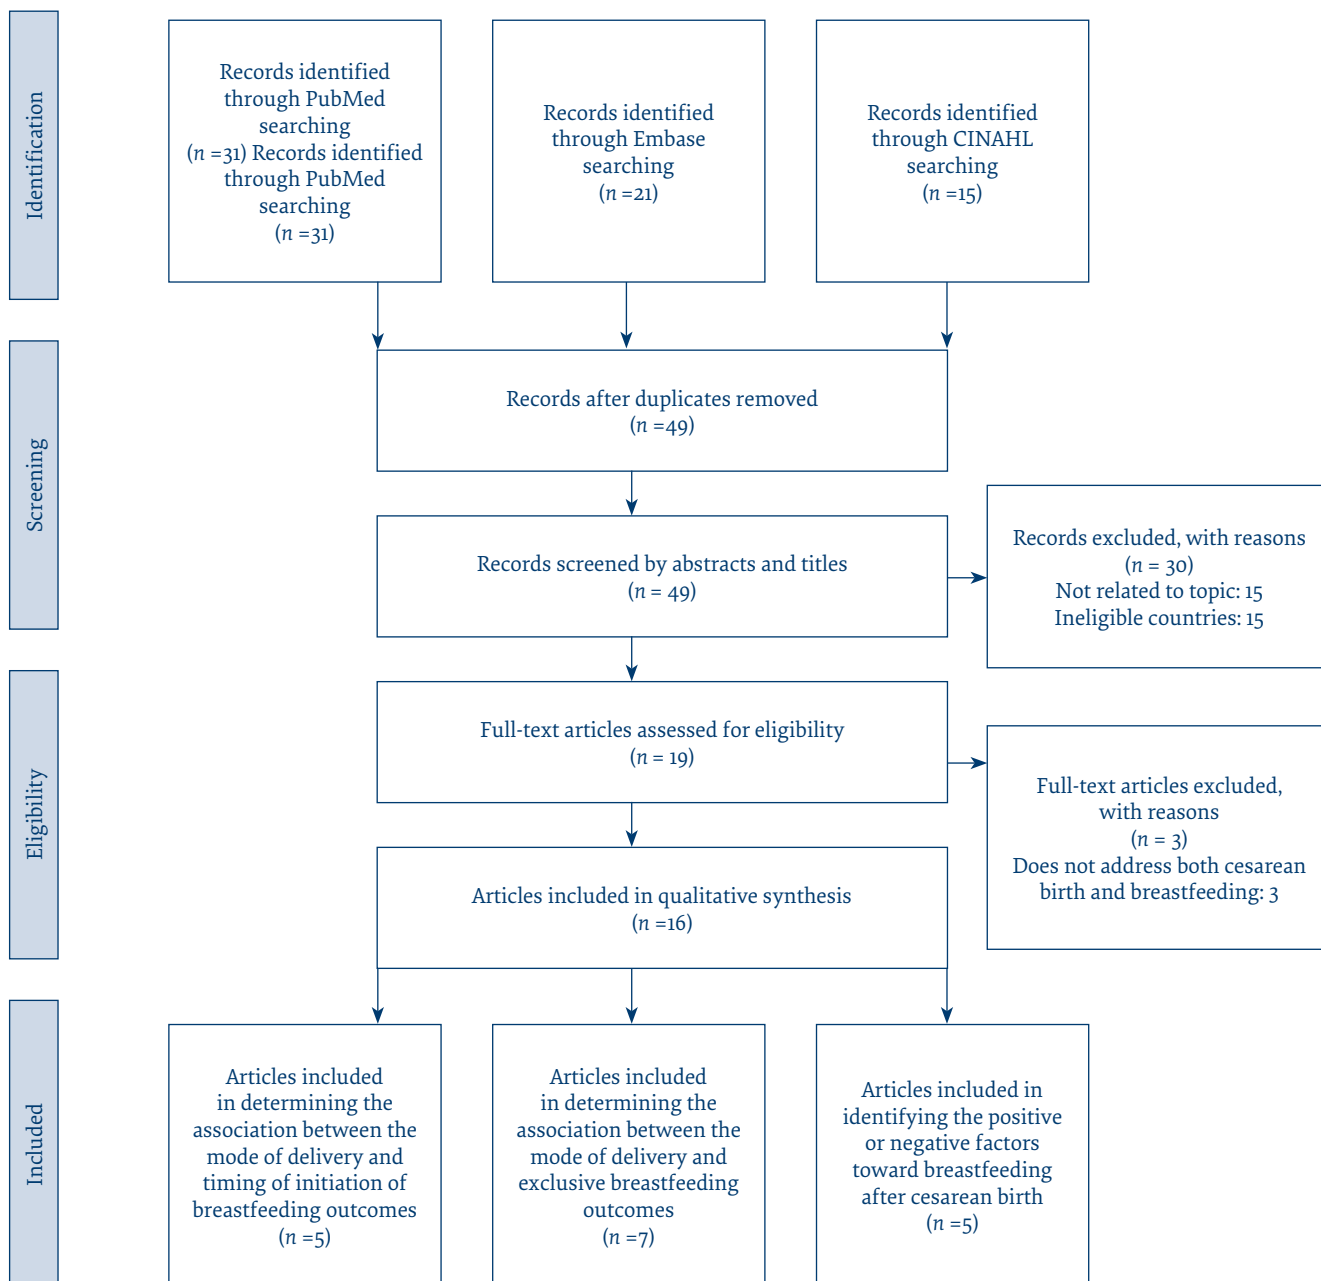 Identification
Records identified
through PubMed
searching
(n =31) Records identified
through PubMed
searching
(n =31)
Records identified
through Embase
searching
(n =21)
Records identified
through CINAHL
searching
(n =15)
Screening
Records after duplicates removed
(n =49)
Records screened by abstracts and titles
(n = 49)
Records excluded, with reasons
(n = 30)
Not related to topic: 15
Ineligible countries: 15
Eligibility
Full-text articles assessed for eligibility
(n = 19)
Full-text articles excluded,
with reasons
(n = 3)
Does not address both cesarean
birth and breastfeeding: 3
Articles included in qualitative synthesis
(n =16)
Included
Articles included
in determining the
association between the
mode of delivery and
timing of initiation of
breastfeeding outcomes
(n =5)
Articles included
in determining the
association between the
mode of delivery and
exclusive breastfeeding
outcomes
(n =7)
Articles included in
identifying the positive
or negative factors
toward breastfeeding
after cesarean birth
(n =5)